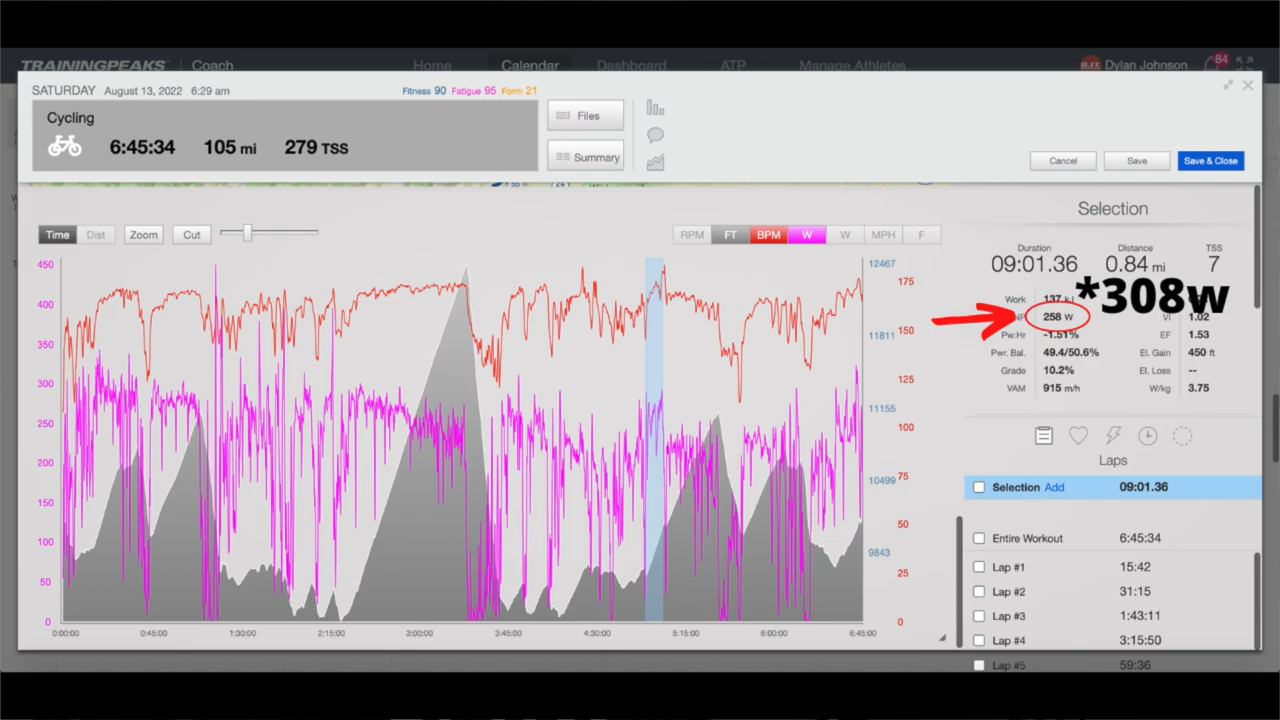 TRAININGPEAKS Coach Home Calendar Dashboard ATP Manage Athletes Dylan Johnson 84
SATURDAY August 13, 2022 6:29 am Fitness 90 Fatigue 95 Form 21
Cycling
6:45:34 105 mi 279 TSS
Files
Summary
Cancel Save Save & Close
Selection
Time Dist Zoom Cut RPM FT BPM W W MPH F
Duration Distance TSS
09:01.36 0.84 mi 7
*308w
Work 137 kJ
NP 258 W VI 1.02
Pw:Hr -1.51% EF 1.53
Pwr. Bal. 49.4/50.6% El. Gain 450 ft
Grade 10.2% El. Loss --
VAM 915 m/h W/kg 3.75
Laps
Selection Add 09:01.36
Entire Workout 6:45:34
Lap #1 15:42
Lap #2 31:15
Lap #3 1:43:11
Lap #4 3:15:50
Lap #5 59:36
450
400
350
300
250
200
150
100
50
0
12467
11811
11155
10499
9843
175
150
125
100
75
50
25
0
0:00:00 0:45:00 1:30:00 2:15:00 3:00:00 3:45:00 4:30:00 5:15:00 6:00:00 6:45:00